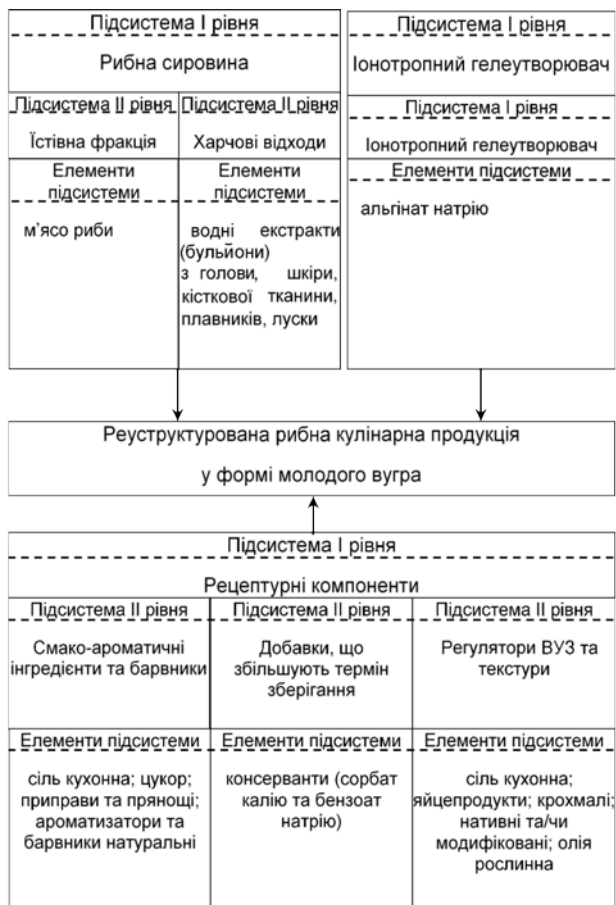 Підсистема І рівня
Рибна сировина
Підсистема ІІ рівня
Їстівна фракція
Елементи
підсистеми
м’ясо риби
Підсистема ІІ рівня
Харчові відходи
Елементи
підсистеми
водні екстракти
(бульйони)
з голови, шкіри,
кісткової тканини,
плавників, луски
Підсистема І рівня
Іонотропний гелеутворювач
Підсистема І рівня
Іонотропний гелеутворювач
Елементи підсистеми
альгінат натрію
Реуструктурована рибна кулінарна продукція
у формі молодого вугра
Підсистема І рівня
Рецептурні компоненти
Підсистема ІІ рівня
Смако-ароматичні
інгредієнти та барвники
Елементи підсистеми
сіль кухонна; цукор;
приправи та прянощі;
ароматизатори та
барвники натуральні
Підсистема ІІ рівня
Добавки, що
збільшують термін
зберігання
Елементи підсистеми
консерванти (сорбат
калію та бензоат
натрію)
Підсистема ІІ рівня
Регулятори ВУЗ та
текстури
Елементи підсистеми
сіль кухонна;
яйцепродукти; крохмалі;
нативні та/чи
модифіковані; олія
рослинна